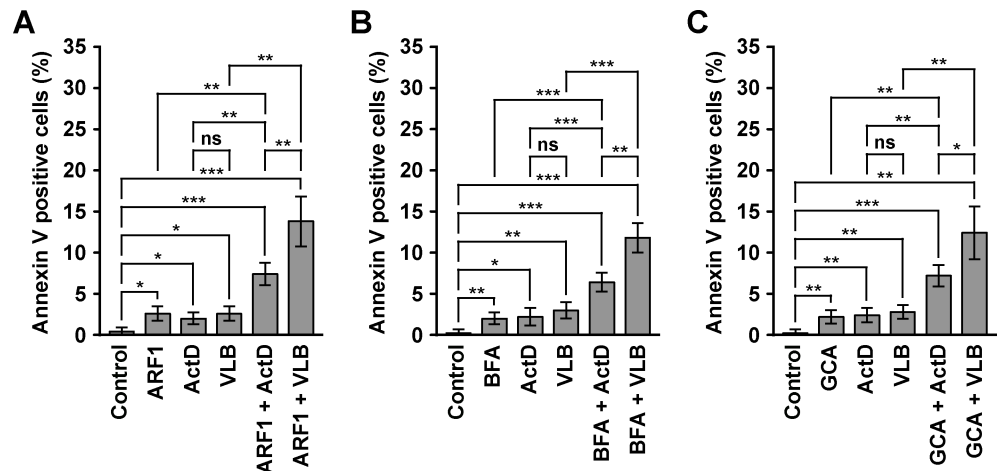 A
Annexin V positive cells (%)
35
30
25
20
15
10
5
0
**
**
**
ns
**
***
***
*
*
*
Control
ARF1
ActD
VLB
ARF1 + ActD
ARF1 + VLB
B
Annexin V positive cells (%)
35
30
25
20
15
10
5
0
***
***
***
ns
**
***
***
**
*
**
Control
BFA
ActD
VLB
BFA + ActD
BFA + VLB
C
Annexin V positive cells (%)
35
30
25
20
15
10
5
0
**
**
**
ns
*
**
***
**
**
**
Control
GCA
ActD
VLB
GCA + ActD
GCA + VLB